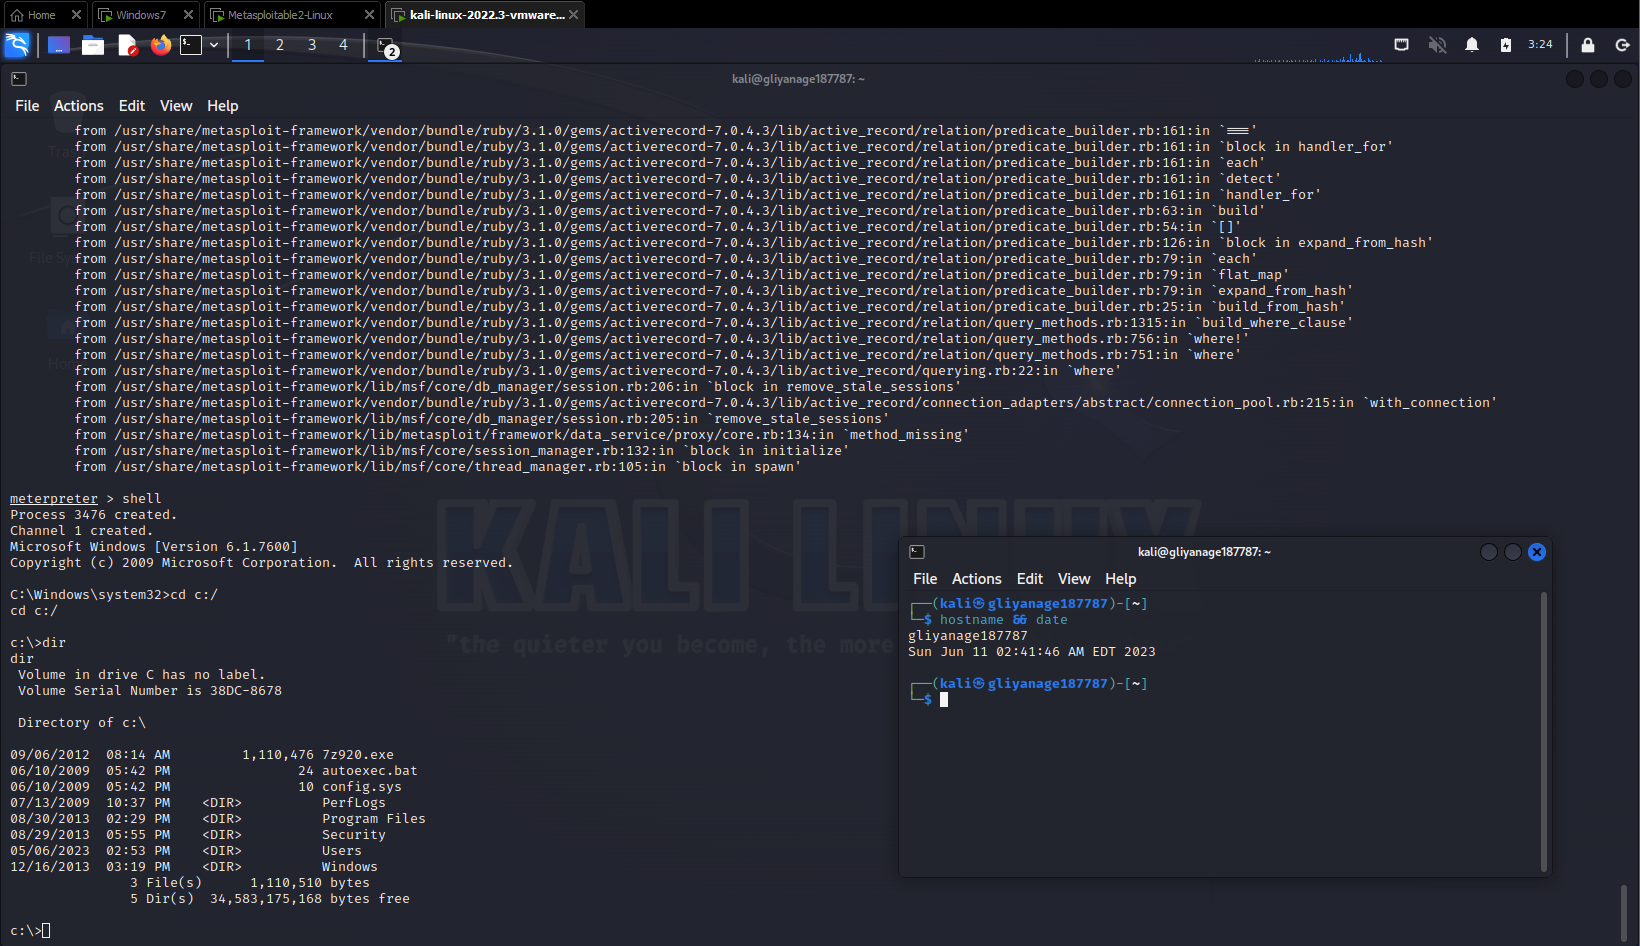 Home
Windows7
Metasploitable2-Linux
kali-linux-2022.3-vmware...
1 2 3 4
2
3:24
kali@gliyanage187787: ~
File Actions Edit View Help
from /usr/share/metasploit-framework/vendor/bundle/ruby/3.1.0/gems/activerecord-7.0.4.3/lib/active_record/relation/predicate_builder.rb:161:in `==='
from /usr/share/metasploit-framework/vendor/bundle/ruby/3.1.0/gems/activerecord-7.0.4.3/lib/active_record/relation/predicate_builder.rb:161:in `block in handler_for'
from /usr/share/metasploit-framework/vendor/bundle/ruby/3.1.0/gems/activerecord-7.0.4.3/lib/active_record/relation/predicate_builder.rb:161:in `each'
from /usr/share/metasploit-framework/vendor/bundle/ruby/3.1.0/gems/activerecord-7.0.4.3/lib/active_record/relation/predicate_builder.rb:161:in `detect'
from /usr/share/metasploit-framework/vendor/bundle/ruby/3.1.0/gems/activerecord-7.0.4.3/lib/active_record/relation/predicate_builder.rb:161:in `handler_for'
from /usr/share/metasploit-framework/vendor/bundle/ruby/3.1.0/gems/activerecord-7.0.4.3/lib/active_record/relation/predicate_builder.rb:63:in `build'
from /usr/share/metasploit-framework/vendor/bundle/ruby/3.1.0/gems/activerecord-7.0.4.3/lib/active_record/relation/predicate_builder.rb:54:in `[]'
from /usr/share/metasploit-framework/vendor/bundle/ruby/3.1.0/gems/activerecord-7.0.4.3/lib/active_record/relation/predicate_builder.rb:126:in `block in expand_from_hash'
from /usr/share/metasploit-framework/vendor/bundle/ruby/3.1.0/gems/activerecord-7.0.4.3/lib/active_record/relation/predicate_builder.rb:79:in `each'
from /usr/share/metasploit-framework/vendor/bundle/ruby/3.1.0/gems/activerecord-7.0.4.3/lib/active_record/relation/predicate_builder.rb:79:in `flat_map'
from /usr/share/metasploit-framework/vendor/bundle/ruby/3.1.0/gems/activerecord-7.0.4.3/lib/active_record/relation/predicate_builder.rb:79:in `expand_from_hash'
from /usr/share/metasploit-framework/vendor/bundle/ruby/3.1.0/gems/activerecord-7.0.4.3/lib/active_record/relation/predicate_builder.rb:25:in `build_from_hash'
from /usr/share/metasploit-framework/vendor/bundle/ruby/3.1.0/gems/activerecord-7.0.4.3/lib/active_record/relation/query_methods.rb:1315:in `build_where_clause'
from /usr/share/metasploit-framework/vendor/bundle/ruby/3.1.0/gems/activerecord-7.0.4.3/lib/active_record/relation/query_methods.rb:756:in `where!'
from /usr/share/metasploit-framework/vendor/bundle/ruby/3.1.0/gems/activerecord-7.0.4.3/lib/active_record/relation/query_methods.rb:751:in `where'
from /usr/share/metasploit-framework/vendor/bundle/ruby/3.1.0/gems/activerecord-7.0.4.3/lib/active_record/querying.rb:22:in `where'
from /usr/share/metasploit-framework/lib/msf/core/db_manager/session.rb:206:in `block in remove_stale_sessions'
from /usr/share/metasploit-framework/vendor/bundle/ruby/3.1.0/gems/activerecord-7.0.4.3/lib/active_record/connection_adapters/abstract/connection_pool.rb:215:in `with_connection'
from /usr/share/metasploit-framework/lib/msf/core/db_manager/session.rb:205:in `remove_stale_sessions'
from /usr/share/metasploit-framework/lib/metasploit/framework/data_service/proxy/core.rb:134:in `method_missing'
from /usr/share/metasploit-framework/lib/msf/core/session_manager.rb:132:in `block in initialize'
from /usr/share/metasploit-framework/lib/msf/core/thread_manager.rb:105:in `block in spawn'
meterpreter > shell
Process 3476 created.
Channel 1 created.
Microsoft Windows [Version 6.1.7600]
Copyright (c) 2009 Microsoft Corporation.  All rights reserved.
C:\Windows\system32>cd c:/
cd c:/
c:\>dir
dir
Volume in drive C has no label.
Volume Serial Number is 38DC-8678
Directory of c:\
09/06/2012  08:14 AM         1,110,476 7z920.exe
06/10/2009  05:42 PM                24 autoexec.bat
06/10/2009  05:42 PM                10 config.sys
07/13/2009  10:37 PM    <DIR>          PerfLogs
08/30/2013  02:29 PM    <DIR>          Program Files
08/29/2013  05:55 PM    <DIR>          Security
05/06/2023  02:53 PM    <DIR>          Users
12/16/2013  03:19 PM    <DIR>          Windows
3 File(s)      1,110,510 bytes
5 Dir(s)  34,583,175,168 bytes free
c:\>
KALI LINUX
"the quieter you become, the more
kali@gliyanage187787: ~
File Actions Edit View Help
┌──(kali㉿gliyanage187787)-[~]
└─$ hostname && date
gliyanage187787
Sun Jun 11 02:41:46 AM EDT 2023
┌──(kali㉿gliyanage187787)-[~]
└─$